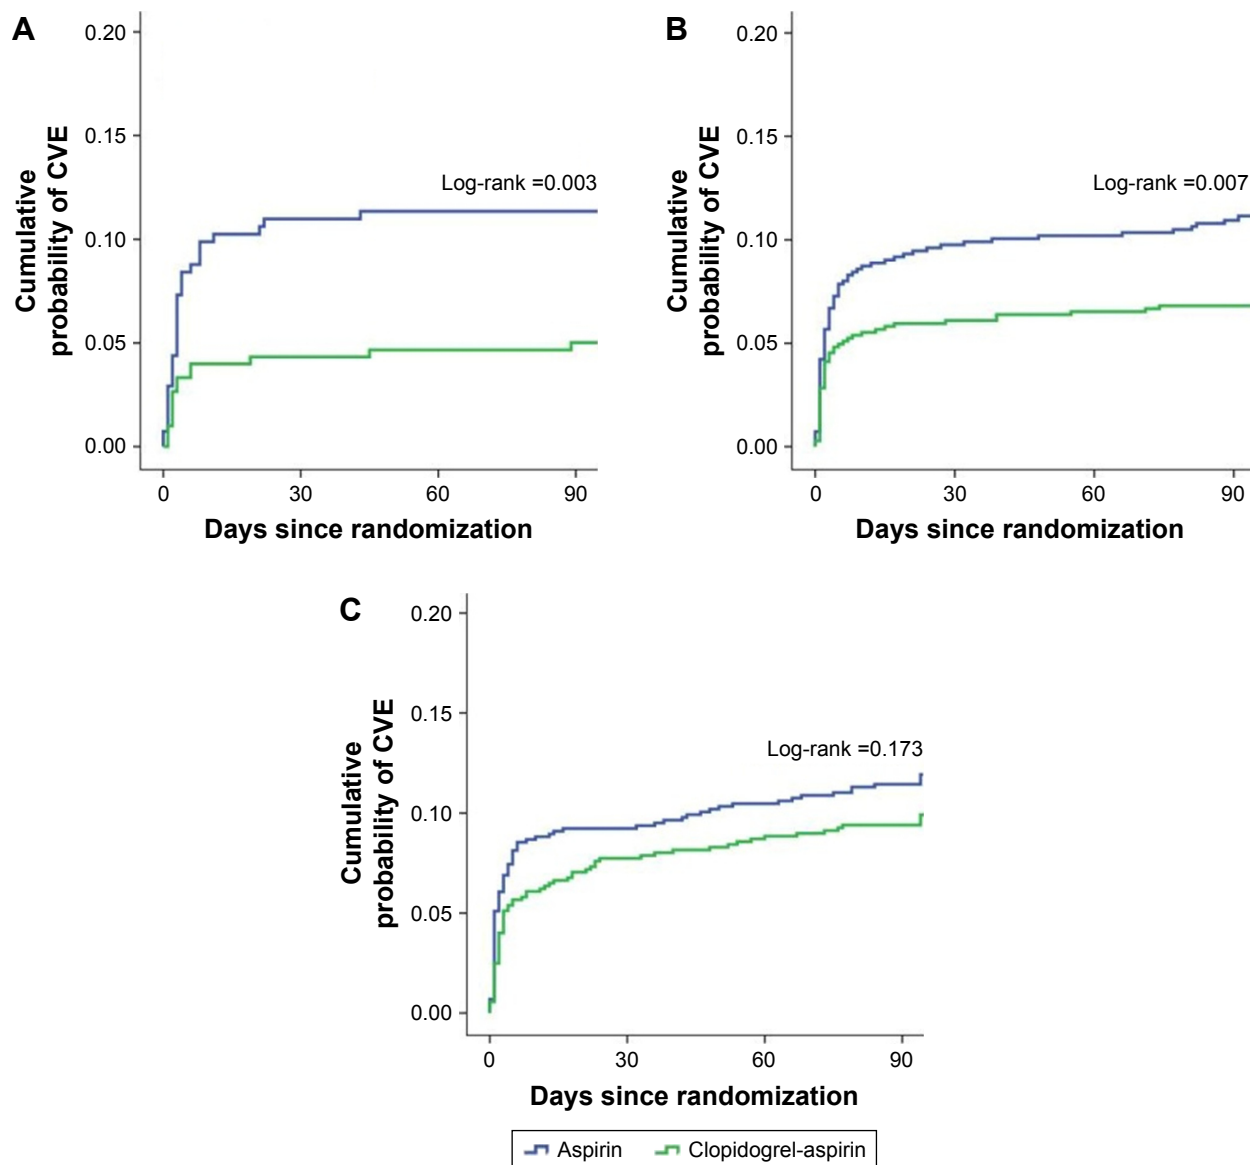 A
Cumulative
probability of CVE
0.20
0.15
0.10
0.05
0.00
Log-rank =0.003
0 30 60 90
Days since randomization
B
Cumulative
probability of CVE
0.20
0.15
0.10
0.05
0.00
Log-rank =0.007
0 30 60 90
Days since randomization
C
Cumulative
probability of CVE
0.20
0.15
0.10
0.05
0.00
Log-rank =0.173
0 30 60 90
Days since randomization
Aspirin Clopidogrel-aspirin